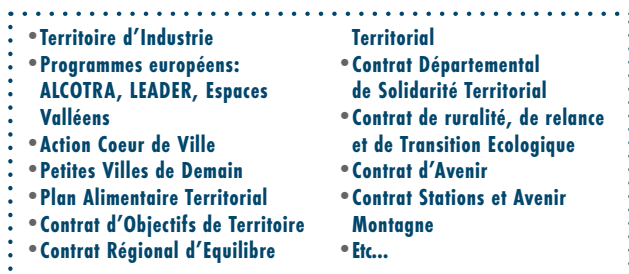 •Territoire d’Industrie
•Programmes européens:
ALCOTRA, LEADER, Espaces
Valléens
•Action Coeur de Ville
•Petites Villes de Demain
•Plan Alimentaire Territorial
•Contrat d’Objectifs de Territoire
•Contrat Régional d’Equilibre
Territorial
•Contrat Départemental
de Solidarité Territorial
•Contrat de ruralité, de relance
et de Transition Ecologique
•Contrat d’Avenir
•Contrat Stations et Avenir
Montagne
•Etc...